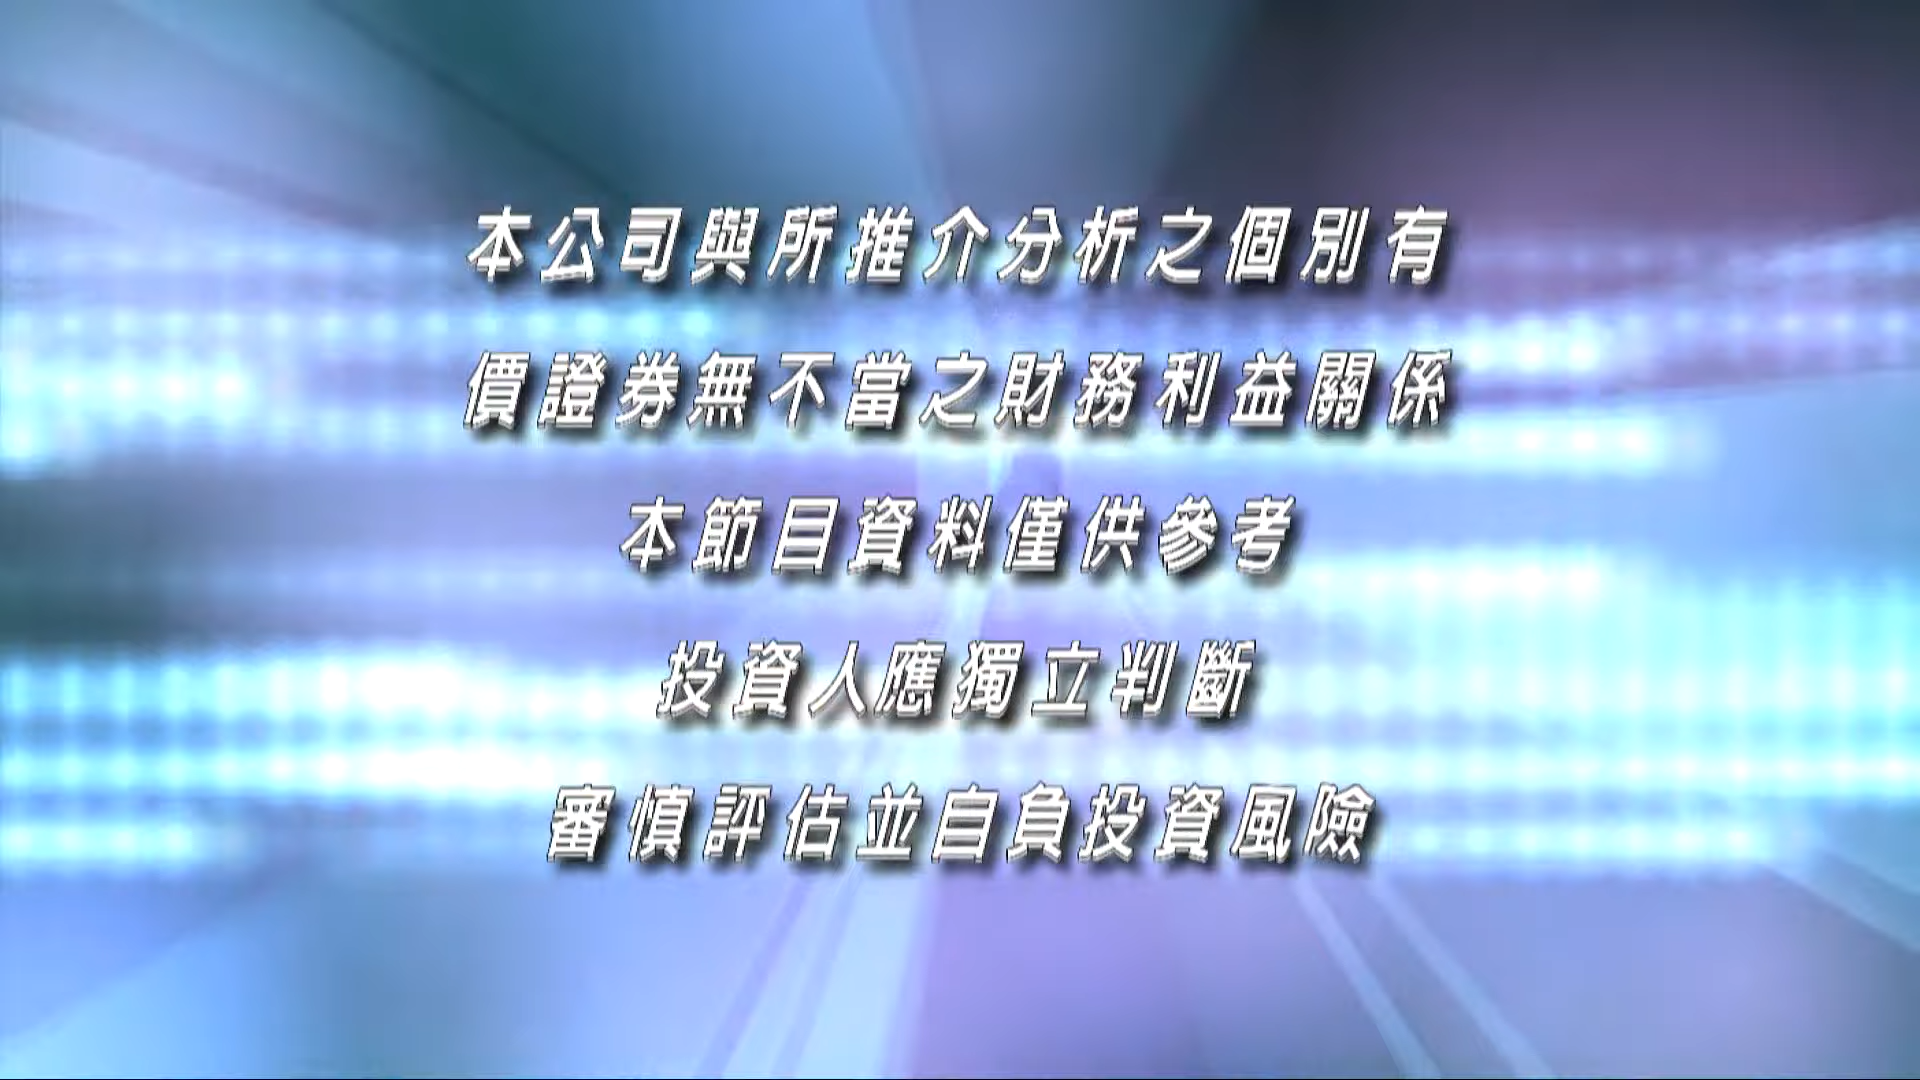 本公司與所推介分析之個別有
價證券無不當之財務利益關係
本節目資料僅供參考
投資人應獨立判斷
審慎評估並自負投資風險